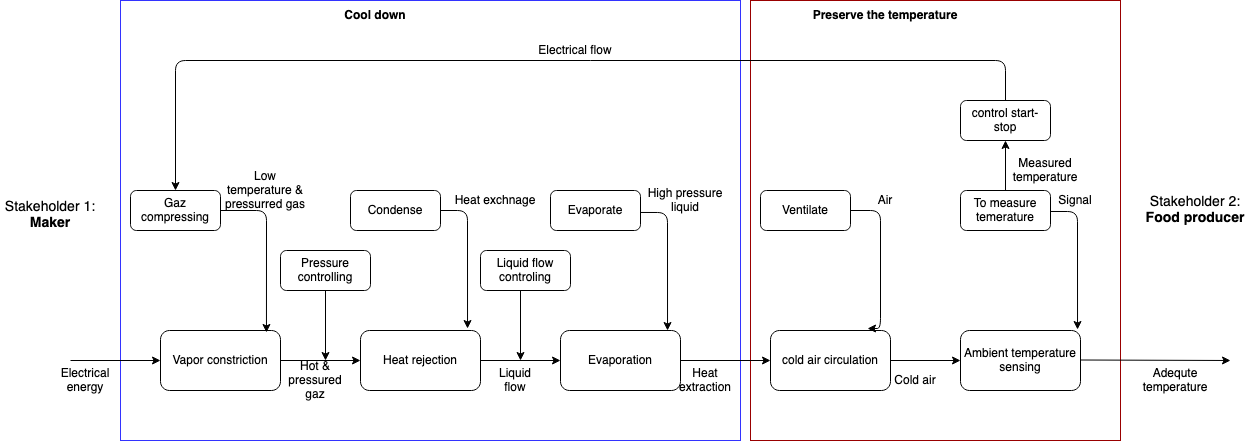 Cool down
Preserve the temperature
Electrical flow
control start-
stop
Measured
temperature
Low
temperature &
pressurred gas
Gaz
compressing
Condense
Heat exchnage
Evaporate
High pressure
liquid
Ventilate
Air
To measure
temerature
Signal
Stakeholder 1:
Maker
Stakeholder 2:
Food producer
Pressure
controlling
Liquid flow
controling
Vapor constriction
Heat rejection
Evaporation
cold air circulation
Ambient temperature
sensing
Electrical
energy
Hot &
pressured
gaz
Liquid
flow
Heat
extraction
Cold air
Adequte
temperature